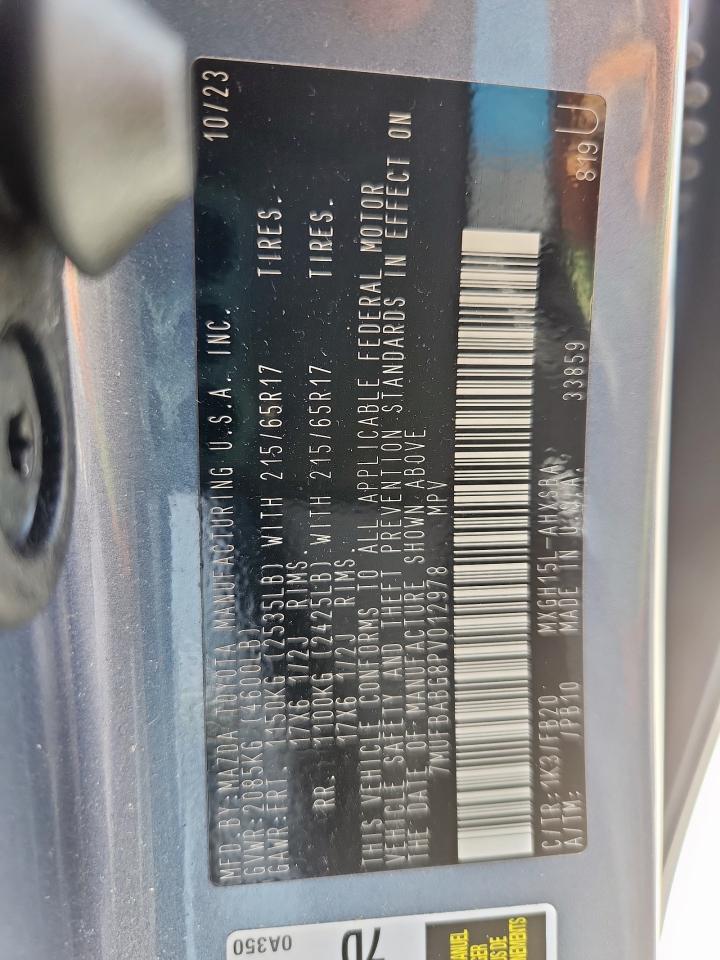 MFD.BY:MAZDA TOYOTA MANUFACTURING U.S.A. INC. 10/23
GVWR:2085KG (4600LB)
GAWR:FRT 1150KG (2535LB) WITH 215/65R17 TIRES.
17X6 1/2J RIMS
RR. 1100KG (2425LB) WITH 215/65R17 TIRES.
17X6 1/2J RIMS
THIS VEHICLE CONFORMS TO ALL APPLICABLE FEDERAL MOTOR
VEHICLE SAFETY AND THEFT PREVENTION STANDARDS IN EFFECT ON
THE DATE OF MANUFACTURE SHOWN ABOVE.
7MUFBABG8PV012978 MPV
C/TR:1K3/FB20 MXGH15L-AHXSBA
A/TM: /PB10 MADE IN U.S.A. 33859 819U
7D
0A350